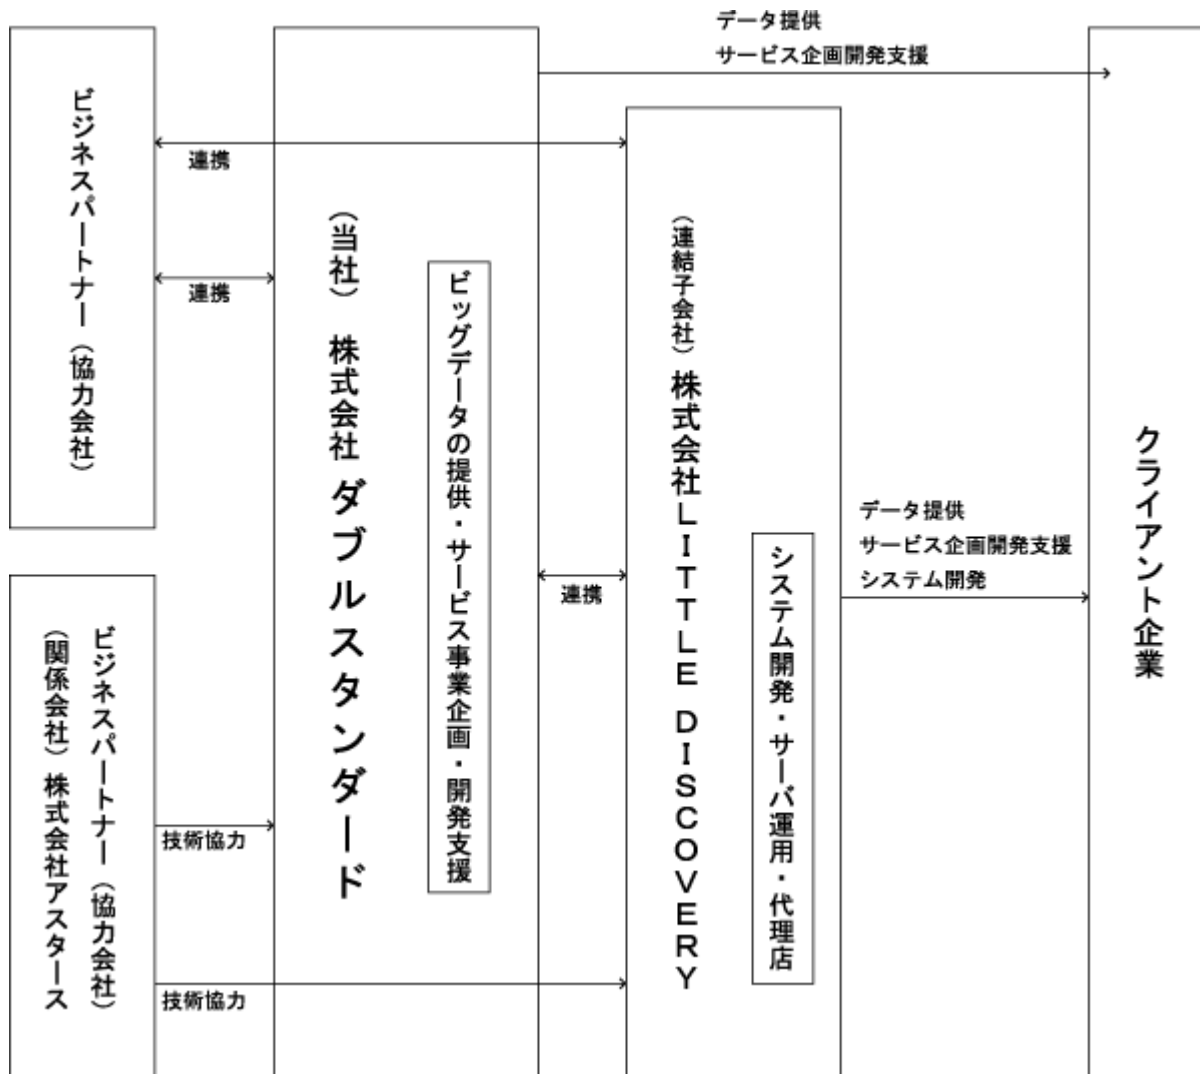 データ提供
サービス企画開発支援
ビジネスパートナー（協力会社）
連携
連携
（当社） 株式会社 ダブルスタンダード
ビッグデータの提供・サービス事業企画・開発支援
連携
（連結子会社）株式会社LITTLE DISCOVERY
システム開発・サーバ運用・代理店
データ提供
サービス企画開発支援
システム開発
クライアント企業
ビジネスパートナー（協力会社）
（関係会社）株式会社アスタース
技術協力
技術協力